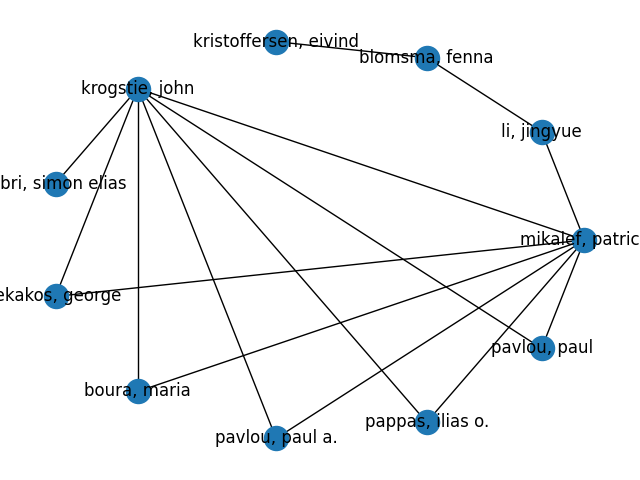 kristoffersen, eivind
blomsma, fenna
krogstie, john
li, jingyue
bri, simon elias
mikalef, patric
ekakos, george
pavlou, paul
boura, maria
pappas, ilias o.
pavlou, paul a.